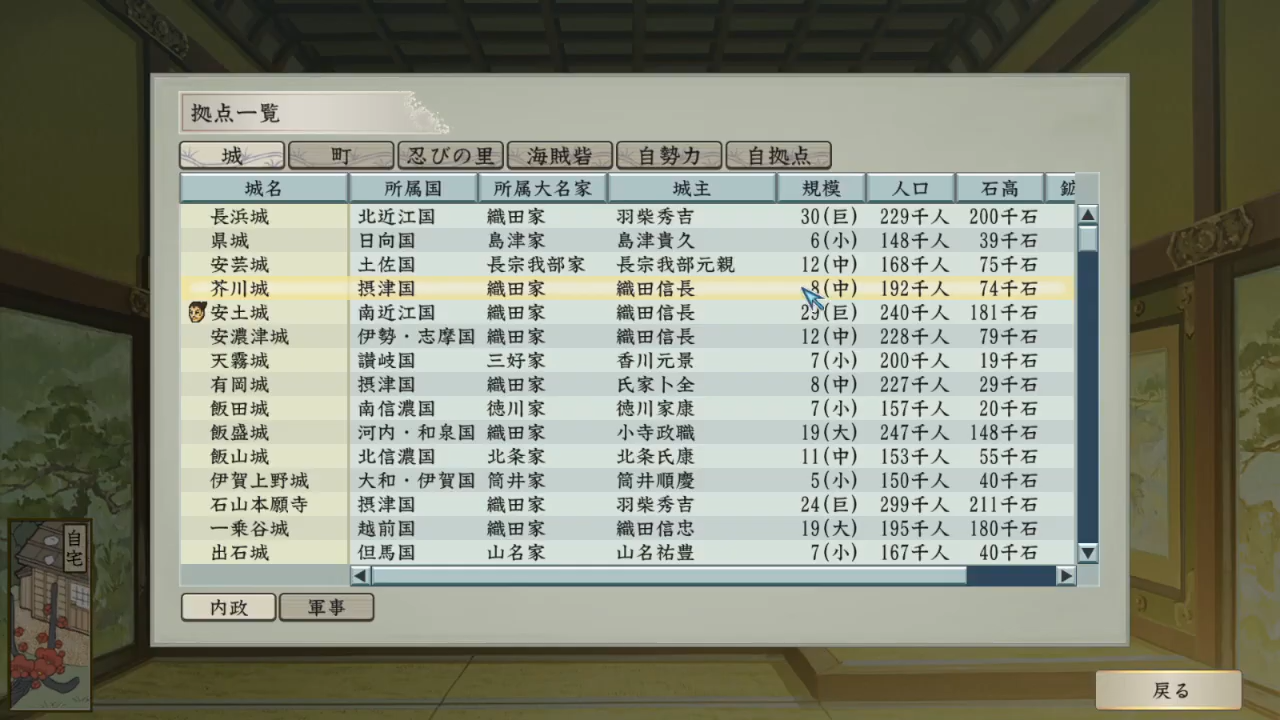 拠点一覧
城 町 忍びの里 海賊砦 自勢力 自拠点
城名 所属国 所属大名家 城主 規模 人口 石高 鉱
長浜城 北近江国 織田家 羽柴秀吉 30(巨) 229千人 200千石
県城 日向国 島津家 島津貴久 6(小) 148千人 39千石
安芸城 土佐国 長宗我部家 長宗我部元親 12(中) 168千人 75千石
芥川城 摂津国 織田家 織田信長 8(中) 192千人 74千石
安土城 南近江国 織田家 織田信長 29(巨) 240千人 181千石
安濃津城 伊勢・志摩国 織田家 織田信長 12(中) 228千人 79千石
天霧城 讃岐国 三好家 香川元景 7(小) 200千人 19千石
有岡城 摂津国 織田家 氏家卜全 8(中) 227千人 29千石
飯田城 南信濃国 徳川家 徳川家康 7(小) 157千人 20千石
飯盛城 河内・和泉国 織田家 小寺政職 19(大) 247千人 148千石
飯山城 北信濃国 北条家 北条氏康 11(中) 153千人 55千石
伊賀上野城 大和・伊賀国 筒井家 筒井順慶 5(小) 150千人 40千石
石山本願寺 摂津国 織田家 羽柴秀吉 24(巨) 299千人 211千石
一乗谷城 越前国 織田家 織田信忠 19(大) 195千人 180千石
出石城 但馬国 山名家 山名祐豊 7(小) 167千人 40千石
内政 軍事
自宅
戻る